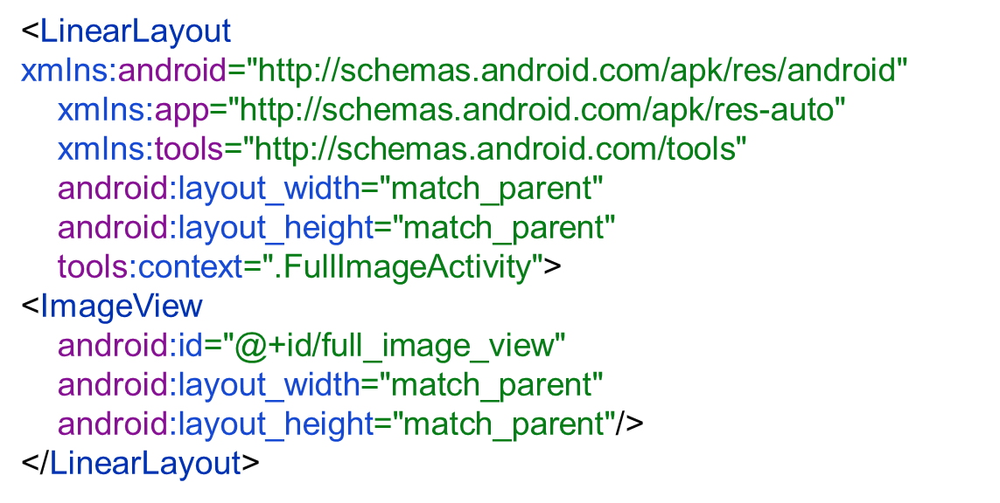 <LinearLayout
xmlns:android="http://schemas.android.com/apk/res/android"
    xmlns:app="http://schemas.android.com/apk/res-auto"
    xmlns:tools="http://schemas.android.com/tools"
    android:layout_width="match_parent"
    android:layout_height="match_parent"
    tools:context=".FullImageActivity">
<ImageView
    android:id="@+id/full_image_view"
    android:layout_width="match_parent"
    android:layout_height="match_parent"/>
</LinearLayout>